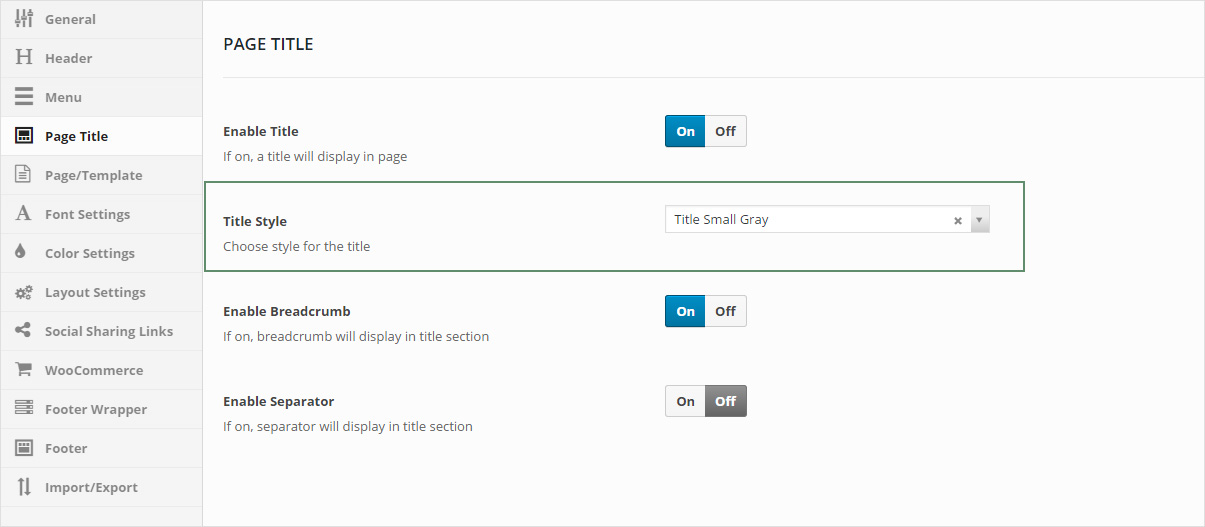 General
Header
Menu
Page Title
Page/Template
Font Settings
Color Settings
Layout Settings
Social Sharing Links
WooCommerce
Footer Wrapper
Footer
Import/Export
PAGE TITLE
Enable Title
If on, a title will display in page
On Off
Title Style
Choose style for the title
Title Small Gray
Enable Breadcrumb
If on, breadcrumb will display in title section
On Off
Enable Separator
If on, separator will display in title section
On Off